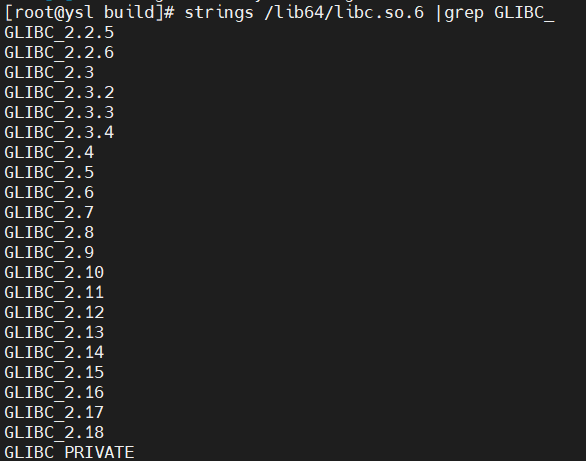 [root@ysl build]# strings /lib64/libc.so.6 |grep GLIBC_
GLIBC_2.2.5
GLIBC_2.2.6
GLIBC_2.3
GLIBC_2.3.2
GLIBC_2.3.3
GLIBC_2.3.4
GLIBC_2.4
GLIBC_2.5
GLIBC_2.6
GLIBC_2.7
GLIBC_2.8
GLIBC_2.9
GLIBC_2.10
GLIBC_2.11
GLIBC_2.12
GLIBC_2.13
GLIBC_2.14
GLIBC_2.15
GLIBC_2.16
GLIBC_2.17
GLIBC_2.18
GLIBC_PRIVATE